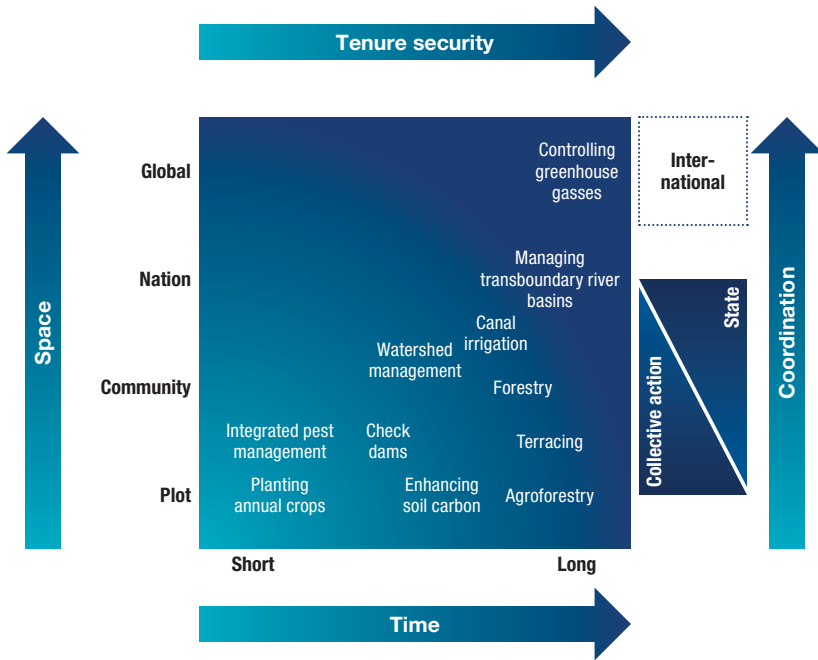 Tenure security
Space
Global
Nation
Community
Plot
Controlling
greenhouse
gasses
Managing
transboundary river
basins
Canal
irrigation
Watershed
management
Forestry
Integrated pest
management
Check
dams
Terracing
Planting
annual crops
Enhancing
soil carbon
Agroforestry
Inter-
national
State
Collective action
Coordination
Short
Long
Time